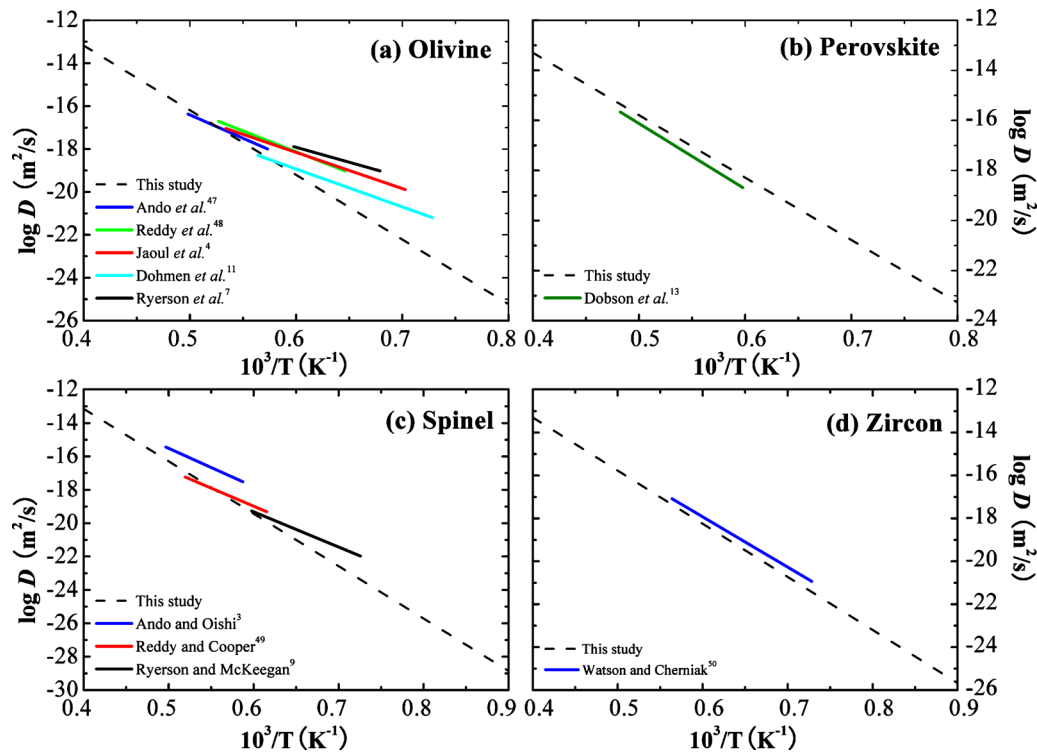 (a) Olivine
-12
-14
-16
-18
-20
-22
-24
-26
log D (m²/s)
This study
Ando et al.⁴⁷
Reddy et al.⁴⁸
Jaoul et al.⁴
Dohmen et al.¹¹
Ryerson et al.⁷
0.4 0.5 0.6 0.7 0.8
10³/T (K⁻¹)
(b) Perovskite
-12
-14
-16
-18
-20
-22
-24
log D (m²/s)
This study
Dobson et al.¹³
0.4 0.5 0.6 0.7 0.8
10³/T (K⁻¹)
(c) Spinel
-12
-14
-16
-18
-20
-22
-24
-26
-28
-30
log D (m²/s)
This study
Ando and Oishi³
Reddy and Cooper⁴⁹
Ryerson and McKeegan⁹
0.4 0.5 0.6 0.7 0.8 0.9
10³/T (K⁻¹)
(d) Zircon
-12
-14
-16
-18
-20
-22
-24
-26
log D (m²/s)
This study
Watson and Cherniak⁵⁰
0.4 0.5 0.6 0.7 0.8 0.9
10³/T (K⁻¹)